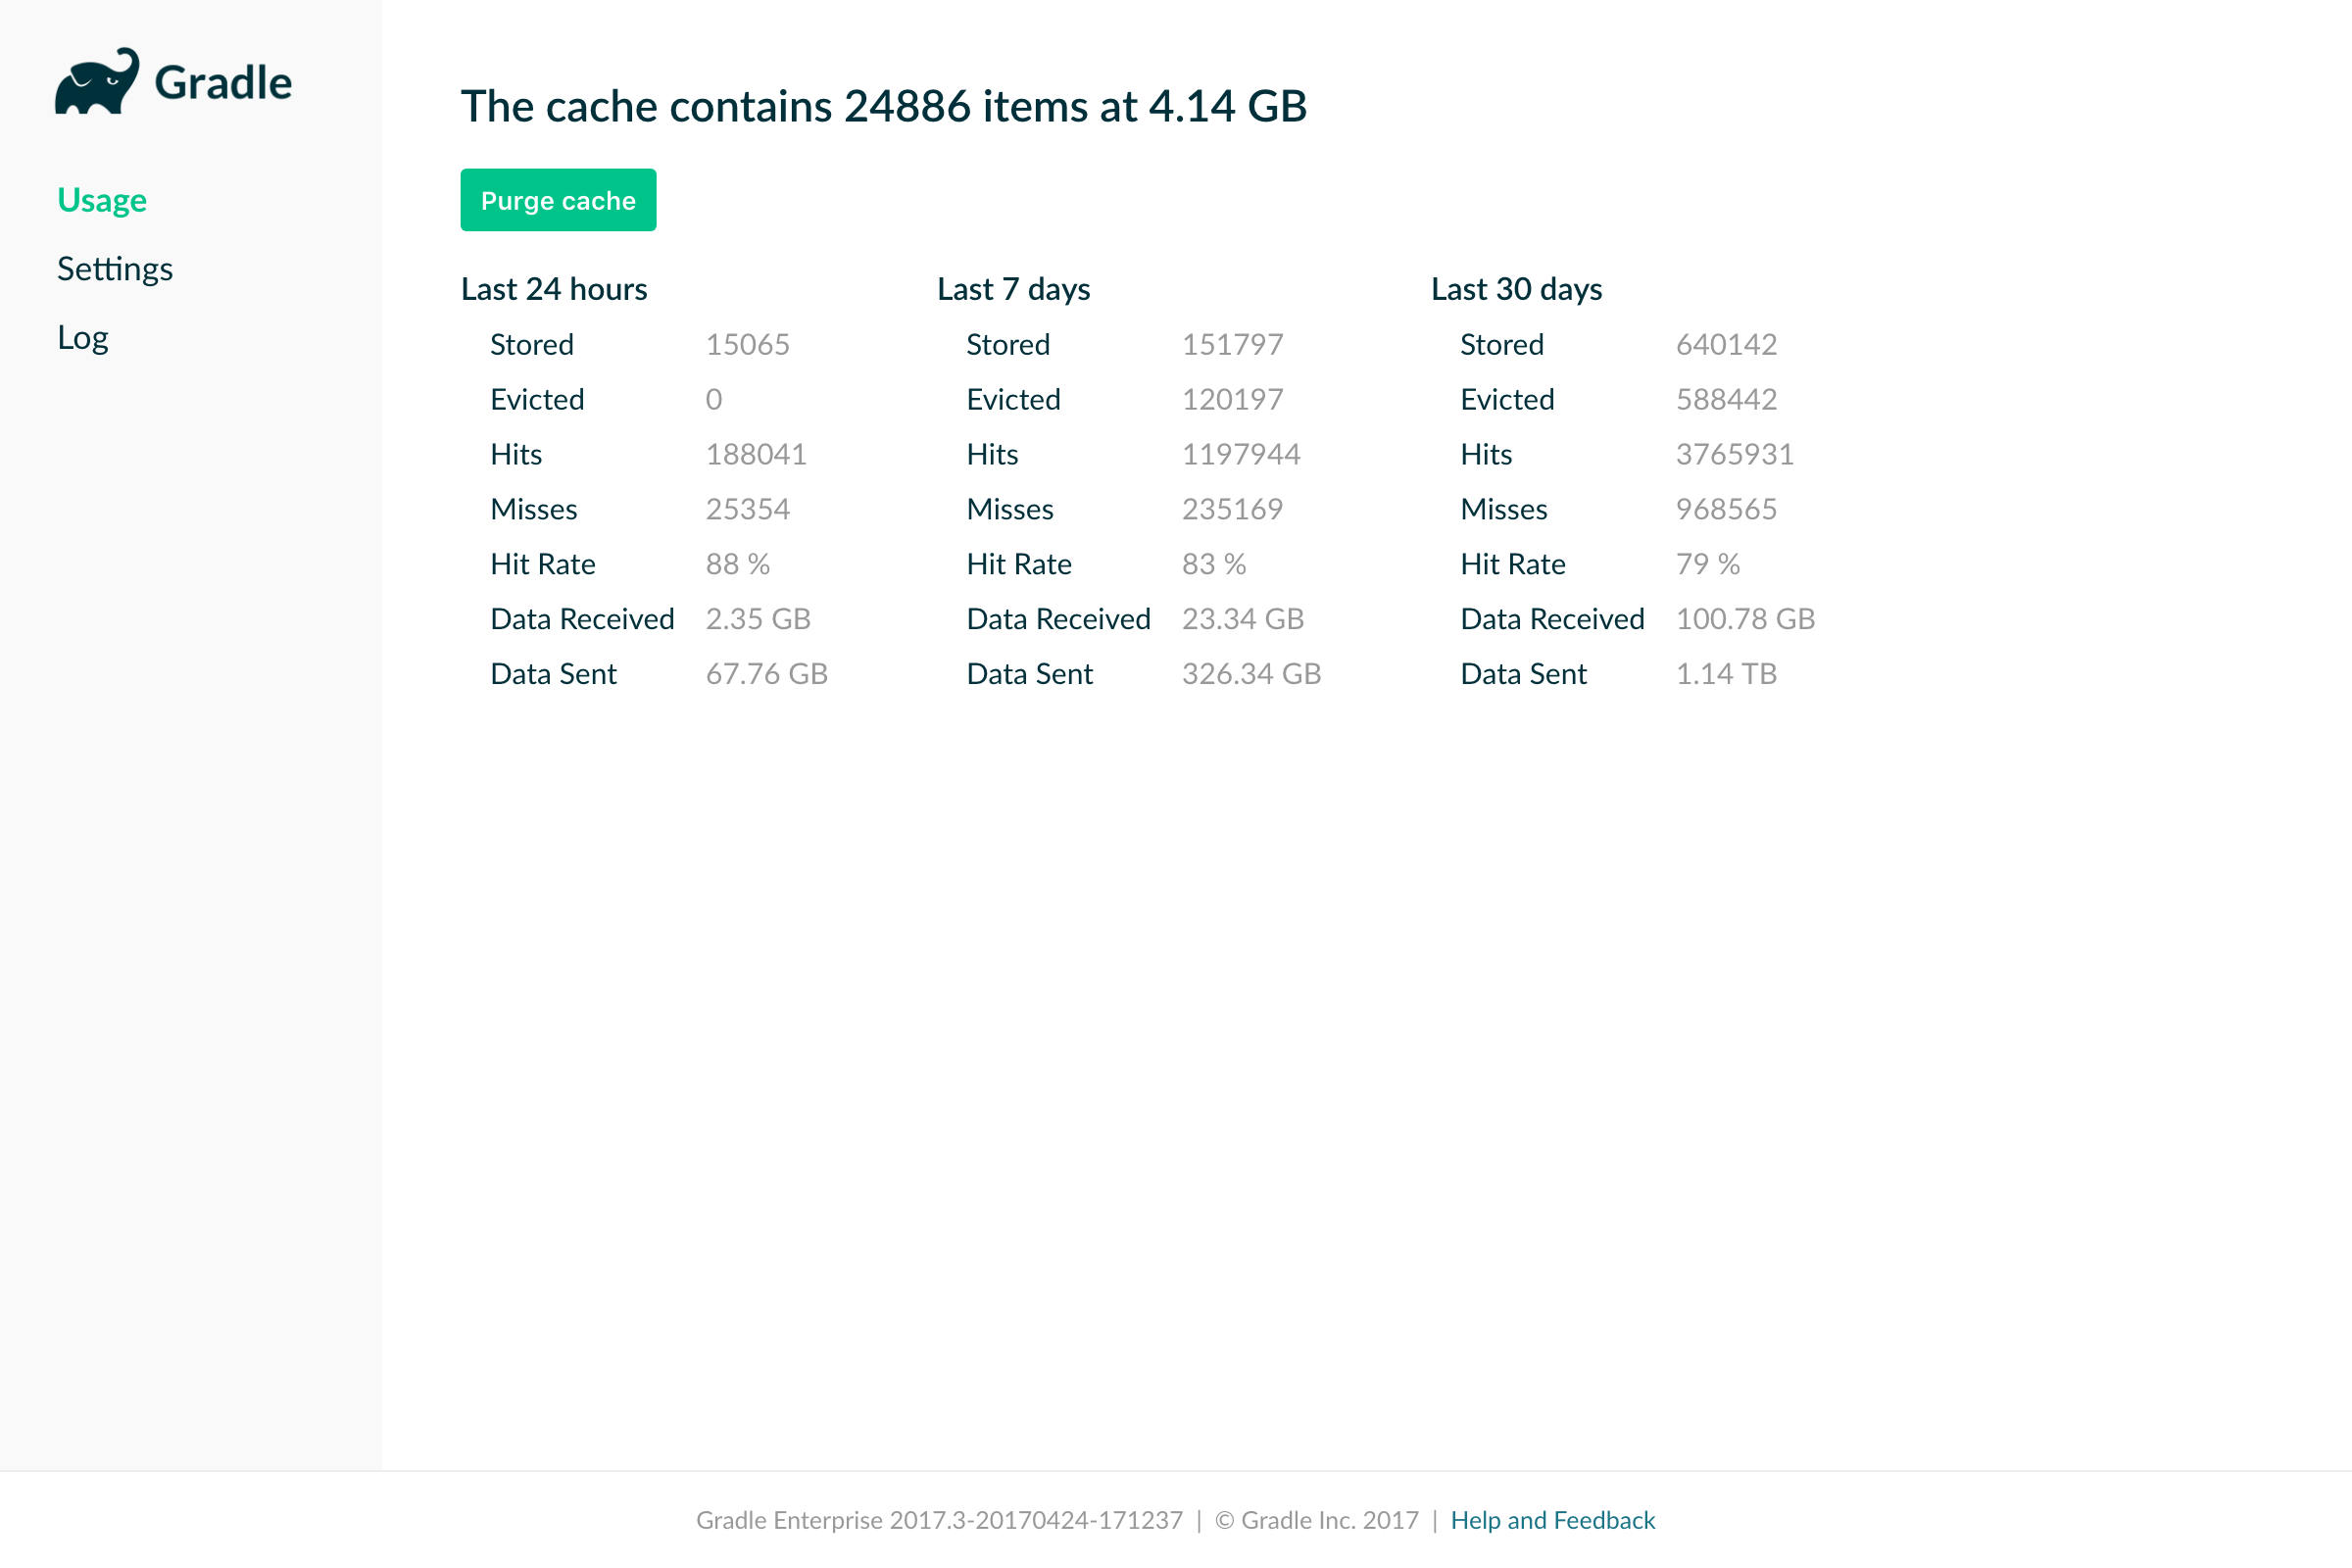 Gradle
Usage
Settings
Log
The cache contains 24886 items at 4.14 GB
Purge cache
Last 24 hours
Stored 15065
Evicted 0
Hits 188041
Misses 25354
Hit Rate 88 %
Data Received 2.35 GB
Data Sent 67.76 GB
Last 7 days
Stored 151797
Evicted 120197
Hits 1197944
Misses 235169
Hit Rate 83 %
Data Received 23.34 GB
Data Sent 326.34 GB
Last 30 days
Stored 640142
Evicted 588442
Hits 3765931
Misses 968565
Hit Rate 79 %
Data Received 100.78 GB
Data Sent 1.14 TB
Gradle Enterprise 2017.3-20170424-171237 | © Gradle Inc. 2017 | Help and Feedback